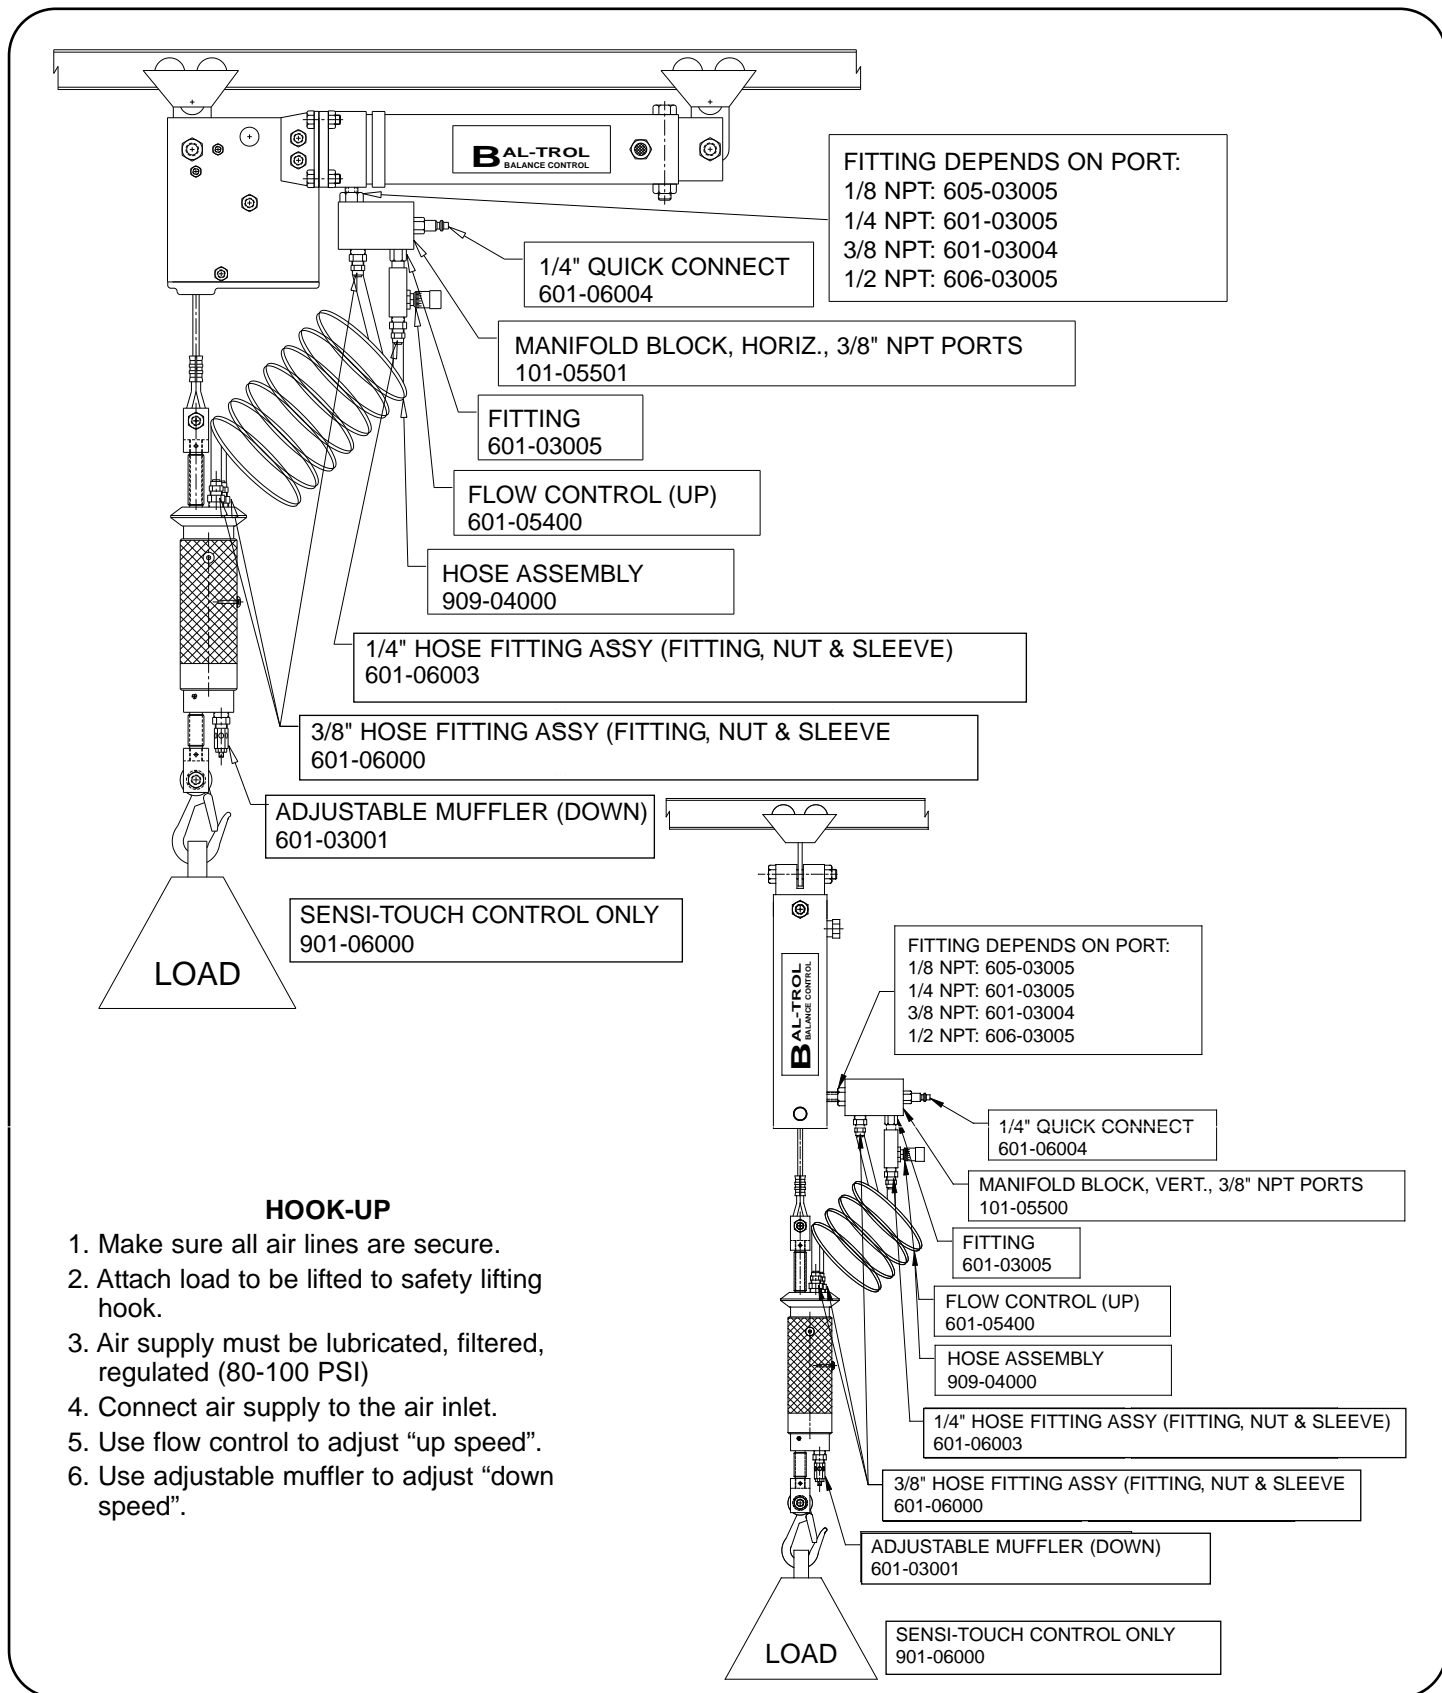 BAL-TROL
BALANCE CONTROL
FITTING DEPENDS ON PORT:
1/8 NPT: 605-03005
1/4 NPT: 601-03005
3/8 NPT: 601-03004
1/2 NPT: 606-03005
1/4" QUICK CONNECT
601-06004
MANIFOLD BLOCK, HORIZ., 3/8" NPT PORTS
101-05501
FITTING
601-03005
FLOW CONTROL (UP)
601-05400
HOSE ASSEMBLY
909-04000
1/4" HOSE FITTING ASSY (FITTING, NUT & SLEEVE)
601-06003
3/8" HOSE FITTING ASSY (FITTING, NUT & SLEEVE
601-06000
ADJUSTABLE MUFFLER (DOWN)
601-03001
SENSI-TOUCH CONTROL ONLY
901-06000
LOAD
BAL-TROL
BALANCE CONTROL
FITTING DEPENDS ON PORT:
1/8 NPT: 605-03005
1/4 NPT: 601-03005
3/8 NPT: 601-03004
1/2 NPT: 606-03005
1/4" QUICK CONNECT
601-06004
MANIFOLD BLOCK, VERT., 3/8" NPT PORTS
101-05500
FITTING
601-03005
FLOW CONTROL (UP)
601-05400
HOSE ASSEMBLY
909-04000
1/4" HOSE FITTING ASSY (FITTING, NUT & SLEEVE)
601-06003
3/8" HOSE FITTING ASSY (FITTING, NUT & SLEEVE
601-06000
ADJUSTABLE MUFFLER (DOWN)
601-03001
SENSI-TOUCH CONTROL ONLY
901-06000
LOAD
HOOK-UP
1. Make sure all air lines are secure.
2. Attach load to be lifted to safety lifting
hook.
3. Air supply must be lubricated, filtered,
regulated (80-100 PSI)
4. Connect air supply to the air inlet.
5. Use flow control to adjust “up speed”.
6. Use adjustable muffler to adjust “down
speed”.